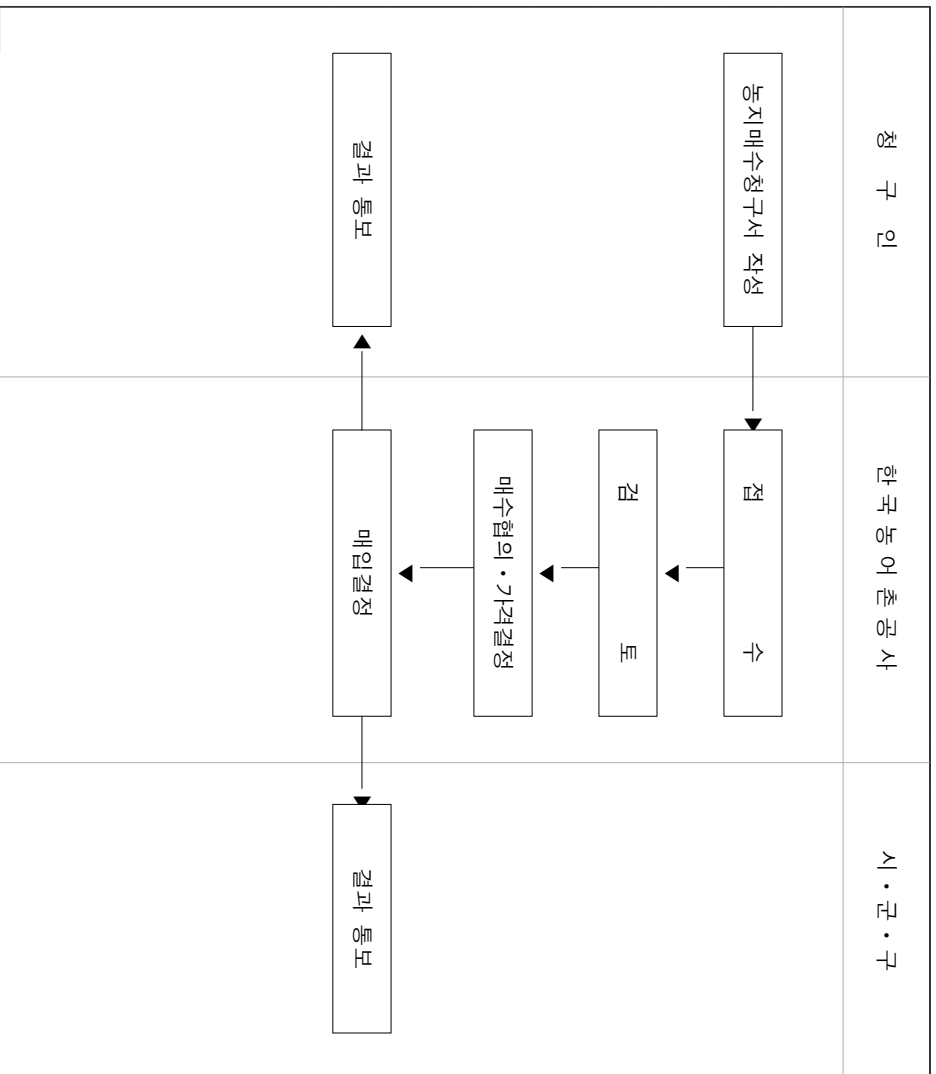 청 구 인
한국농어촌공사
시·군·구
농지매수청구서 작성
접 수
검 토
매수협의·가격결정
결과 통보
매입결정
결과 통보